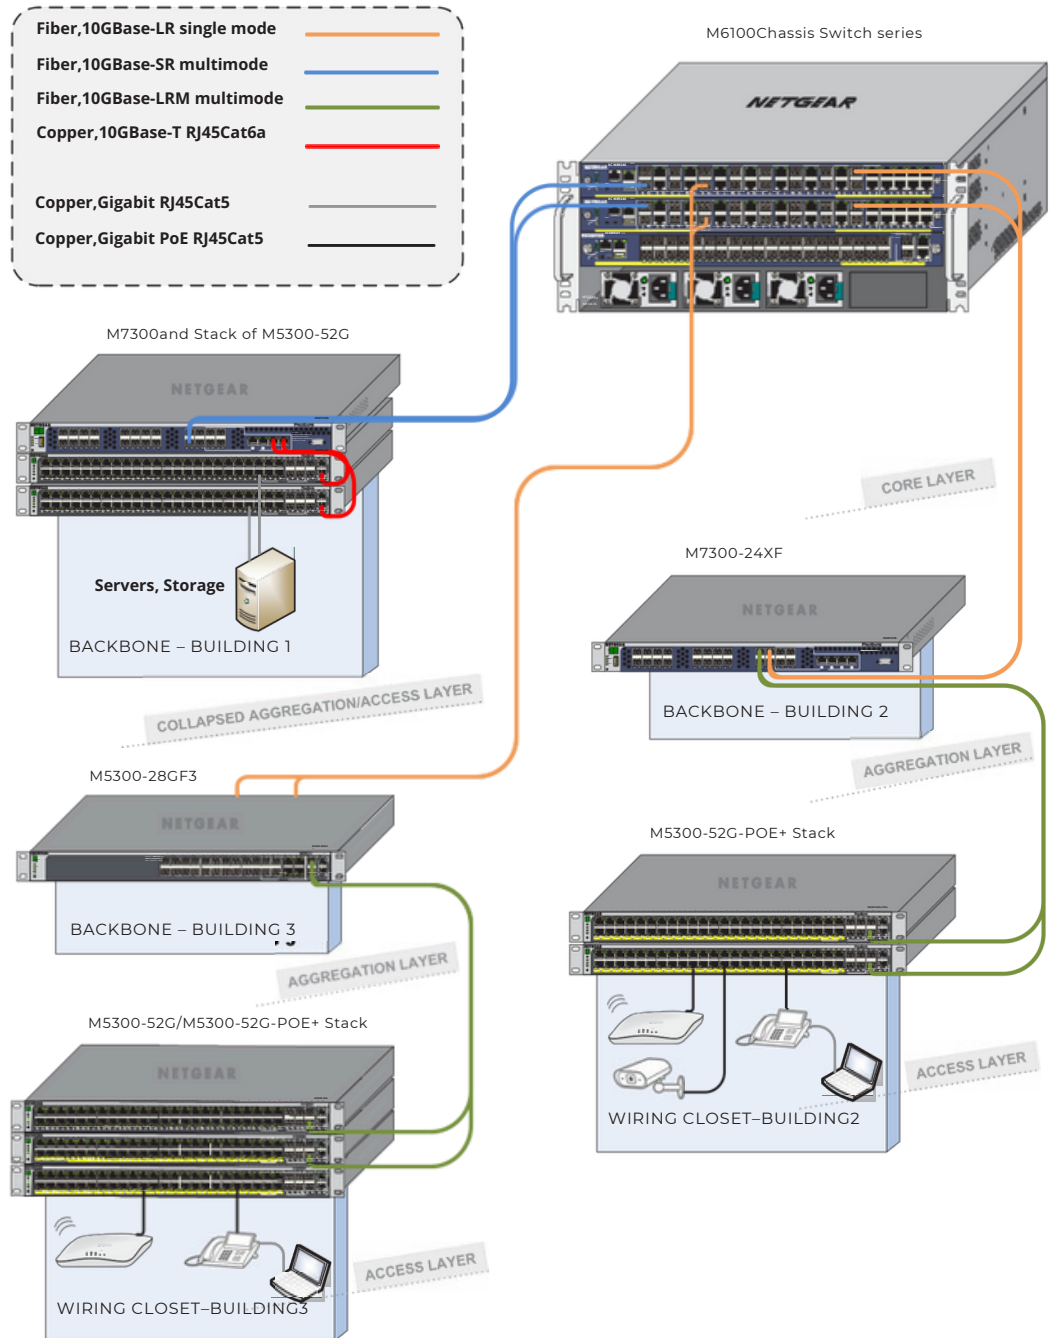 Fiber,10GBase-LR single mode
Fiber,10GBase-SR multimode
Fiber,10GBase-LRM multimode
Copper,10GBase-T RJ45Cat6a
Copper,Gigabit RJ45Cat5
Copper,Gigabit PoE RJ45Cat5
M6100Chassis Switch series
NETGEAR
M7300and Stack of M5300-52G
NETGEAR
Servers, Storage
BACKBONE – BUILDING 1
CORE LAYER
M7300-24XF
NETGEAR
BACKBONE – BUILDING 2
COLLAPSED AGGREGATION/ACCESS LAYER
AGGREGATION LAYER
M5300-28GF3
NETGEAR
BACKBONE – BUILDING 3
AGGREGATION LAYER
M5300-52G-POE+ Stack
NETGEAR
WIRING CLOSET–BUILDING2
ACCESS LAYER
M5300-52G/M5300-52G-POE+ Stack
NETGEAR
WIRING CLOSET–BUILDING3
ACCESS LAYER